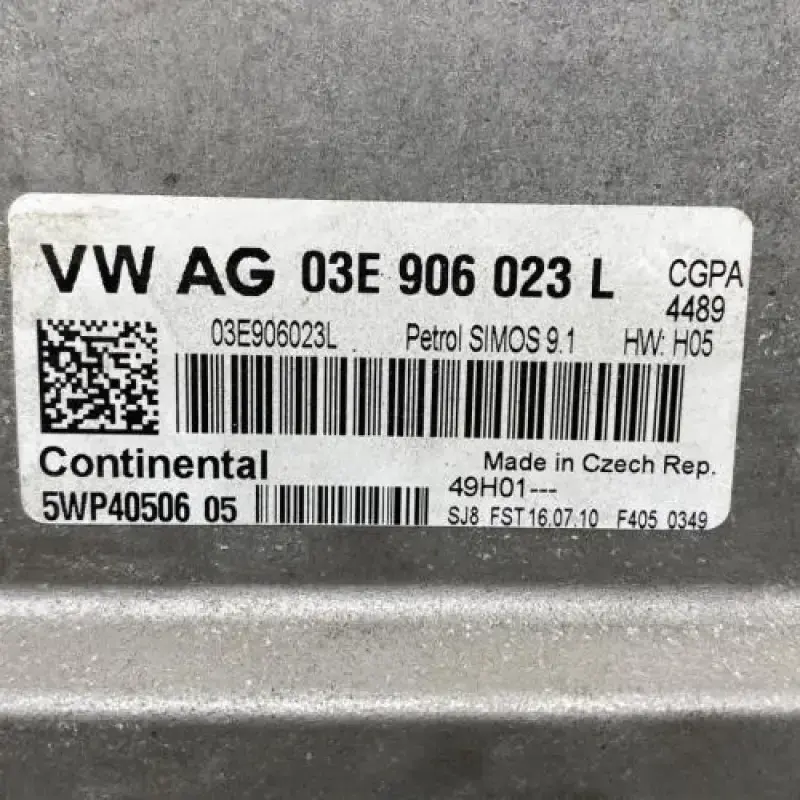 VW AG 03E 906 023 L CGPA
4489
03E906023L Petrol SIMOS 9.1 HW: H05
Continental Made in Czech Rep.
49H01---
5WP40506 05 SJ8 FST 16.07.10 F405 0349